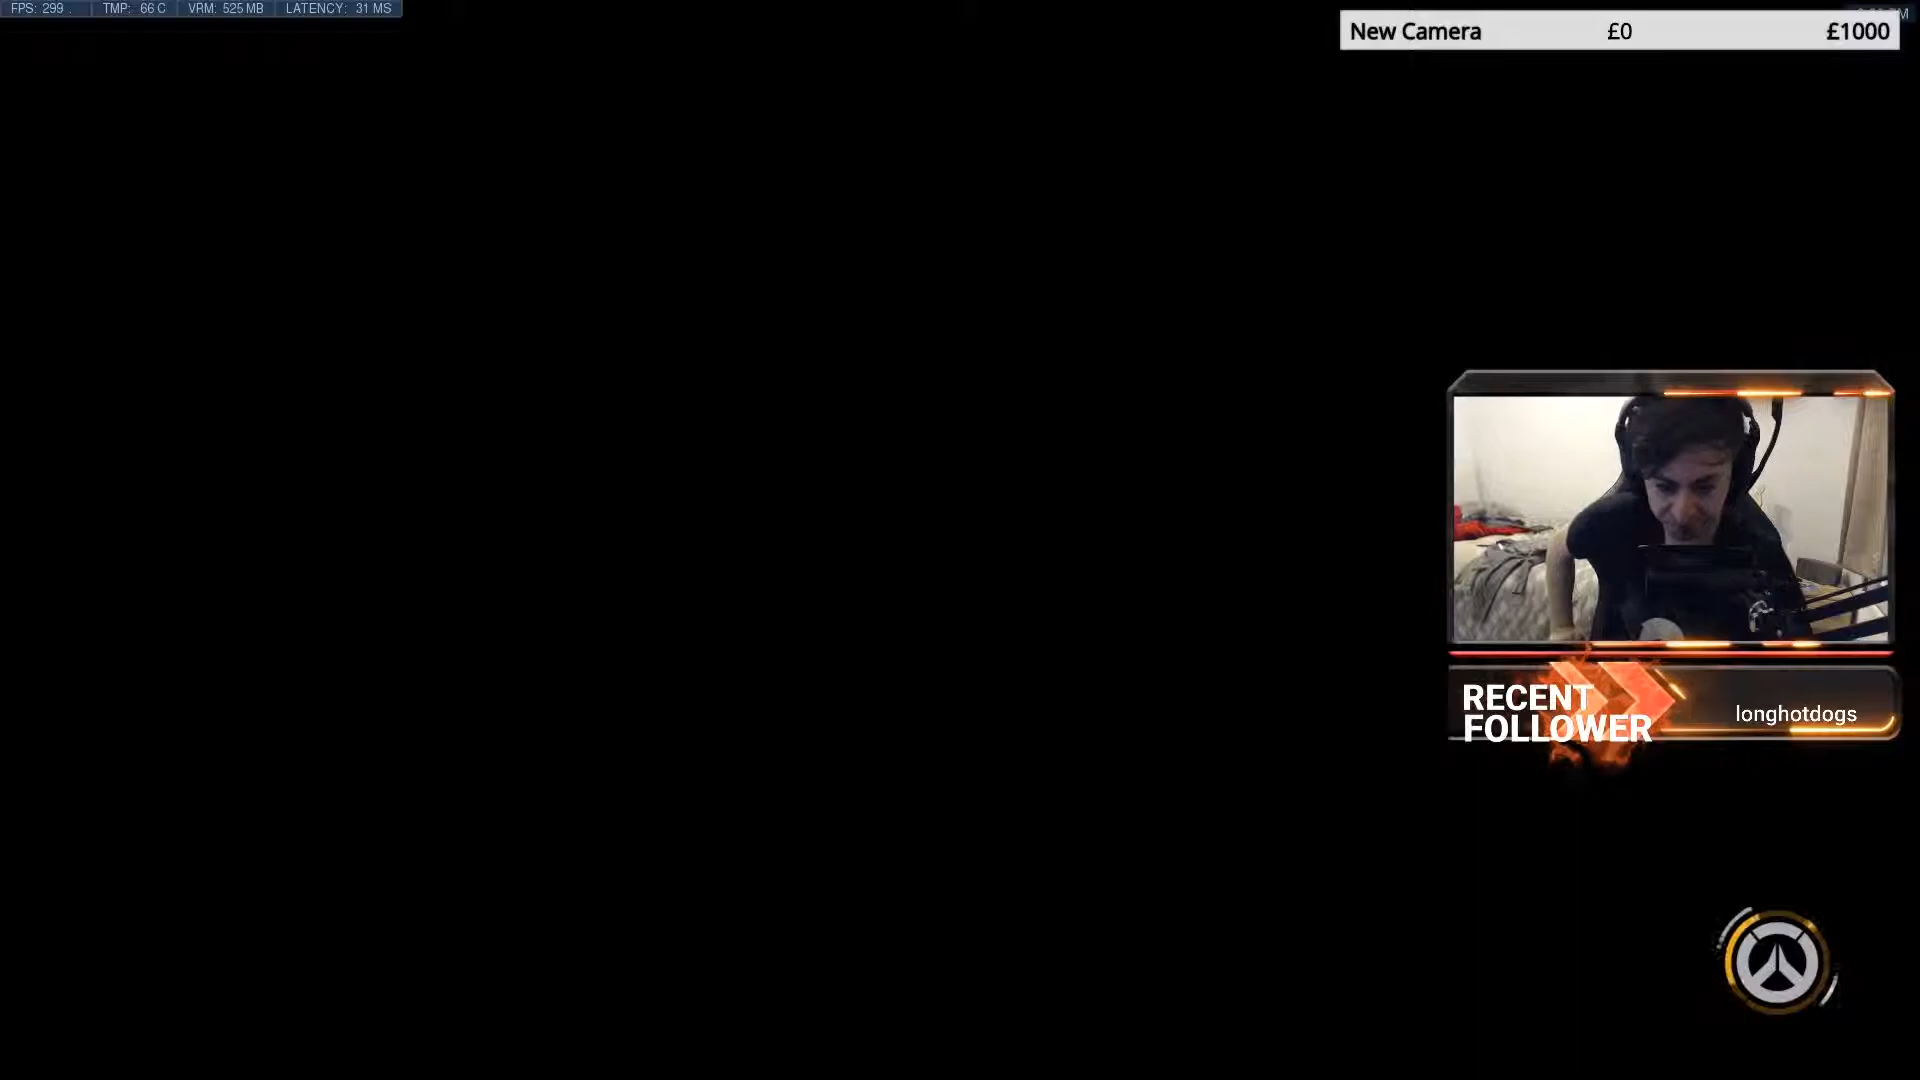 FPS: 299 . TMP: 66 C VRM: 525 MB LATENCY: 31 MS
New Camera £0 £1000
RECENT
FOLLOWER
longhotdogs